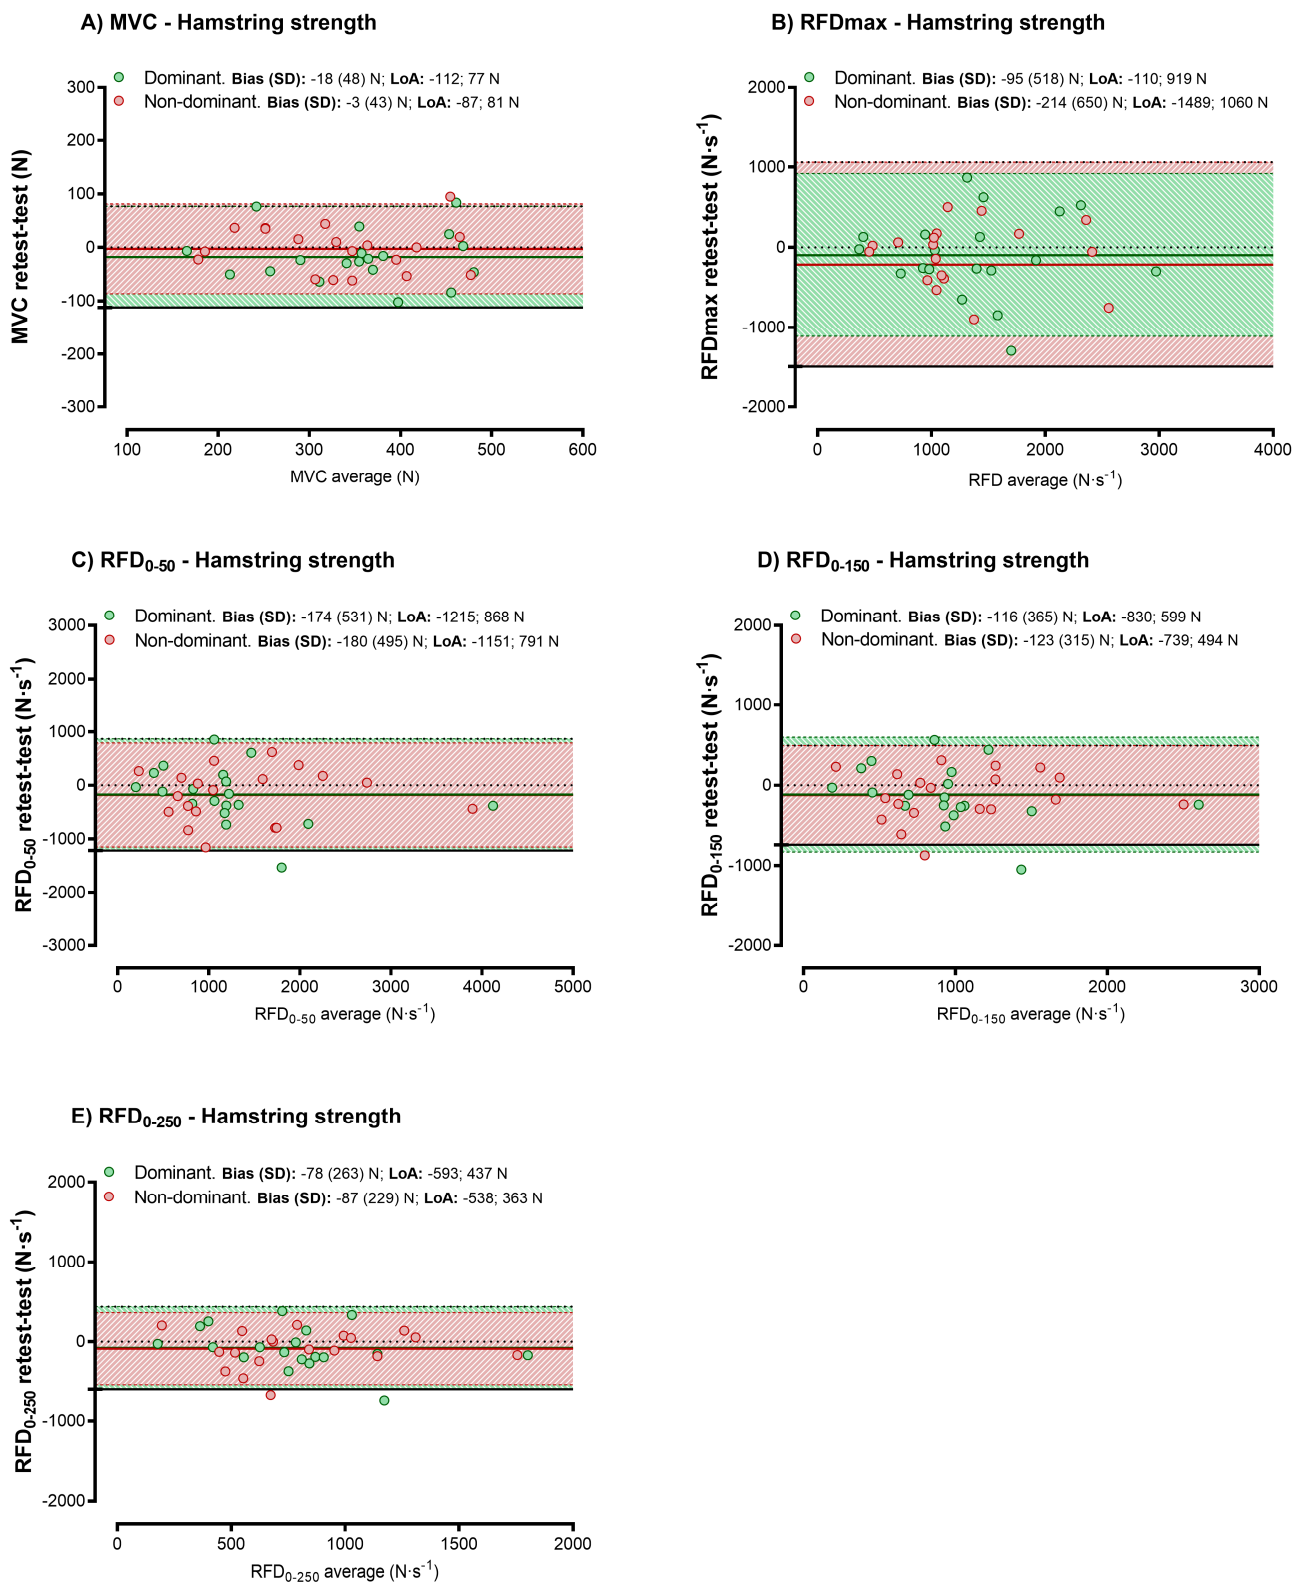 A) MVC - Hamstring strength
Dominant. Bias (SD): -18 (48) N; LoA: -112; 77 N
Non-dominant. Bias (SD): -3 (43) N; LoA: -87; 81 N
MVC retest-test (N)
300
200
100
0
-100
-200
-300
100 200 300 400 500 600
MVC average (N)
B) RFDmax - Hamstring strength
Dominant. Bias (SD): -95 (518) N; LoA: -110; 919 N
Non-dominant. Bias (SD): -214 (650) N; LoA: -1489; 1060 N
RFDmax retest-test (N·s-1)
2000
1000
0
-1000
-2000
0 1000 2000 3000 4000
RFD average (N·s-1)
C) RFD0-50 - Hamstring strength
Dominant. Bias (SD): -174 (531) N; LoA: -1215; 868 N
Non-dominant. Bias (SD): -180 (495) N; LoA: -1151; 791 N
RFD0-50 retest-test (N·s-1)
3000
2000
1000
0
-1000
-2000
-3000
0 1000 2000 3000 4000 5000
RFD0-50 average (N·s-1)
D) RFD0-150 - Hamstring strength
Dominant. Bias (SD): -116 (365) N; LoA: -830; 599 N
Non-dominant. Bias (SD): -123 (315) N; LoA: -739; 494 N
RFD0-150 retest-test (N·s-1)
2000
1000
0
-1000
-2000
0 1000 2000 3000
RFD0-150 average (N·s-1)
E) RFD0-250 - Hamstring strength
Dominant. Bias (SD): -78 (263) N; LoA: -593; 437 N
Non-dominant. Bias (SD): -87 (229) N; LoA: -538; 363 N
RFD0-250 retest-test (N·s-1)
2000
1000
0
-1000
-2000
0 500 1000 1500 2000
RFD0-250 average (N·s-1)